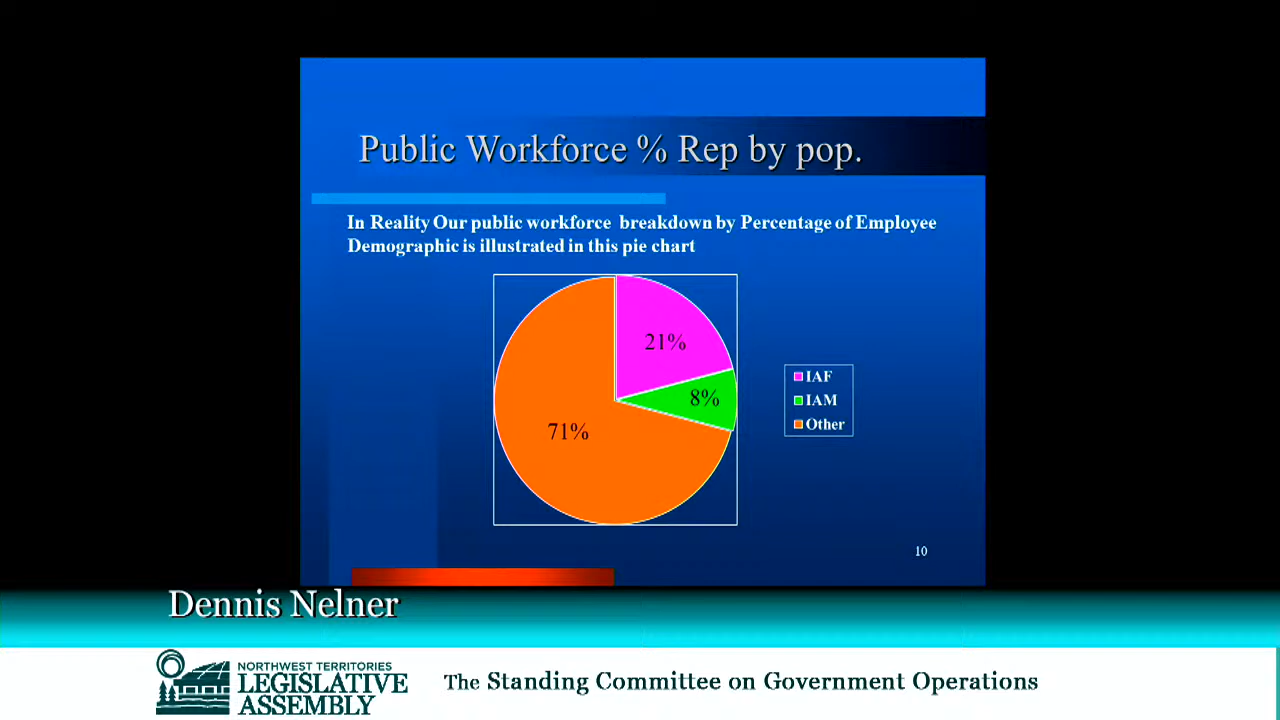 Public Workforce % Rep by pop.
In Reality Our public workforce breakdown by Percentage of Employee
Demographic is illustrated in this pie chart
21%
8%
71%
IAF
IAM
Other
10
Dennis Nelner
NORTHWEST TERRITORIES
LEGISLATIVE
ASSEMBLY
The Standing Committee on Government Operations